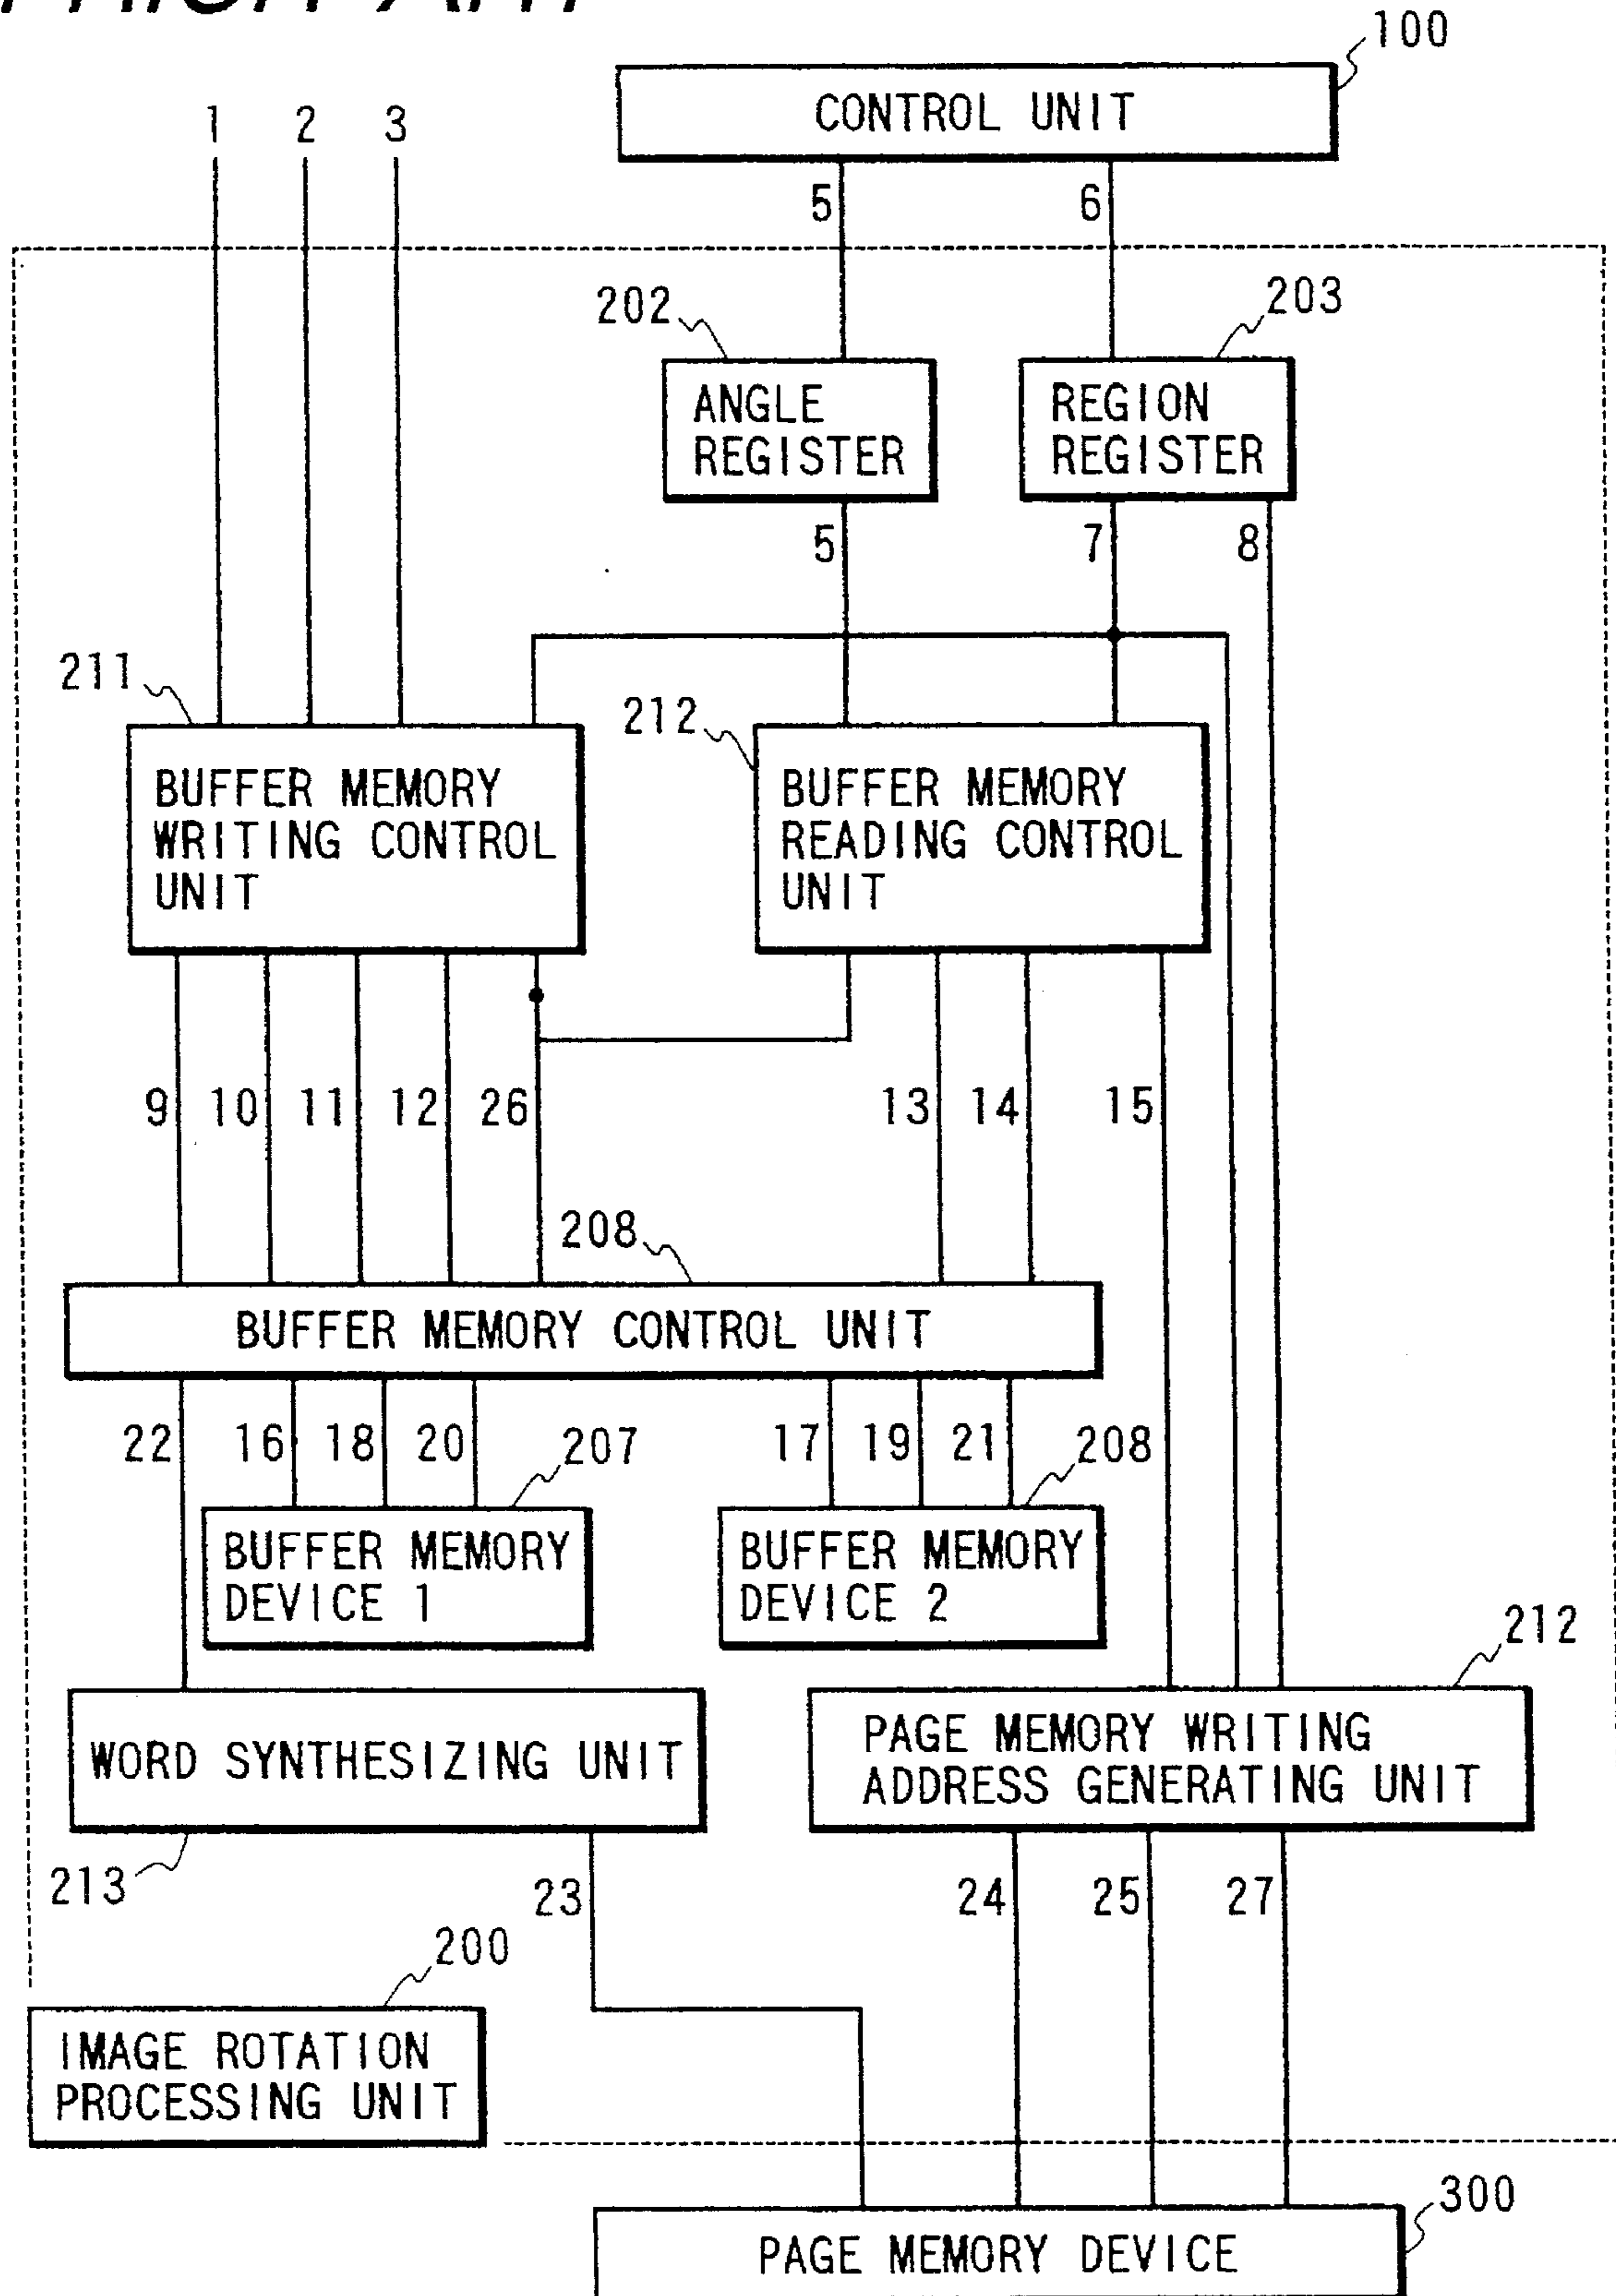 PRIOR ART
100
CONTROL UNIT
1 2 3
5 6
202 203
ANGLE
REGISTER
REGION
REGISTER
5 7 8
211
212
BUFFER MEMORY
WRITING CONTROL
UNIT
BUFFER MEMORY
READING CONTROL
UNIT
9 10 11 12 26 13 14 15
208
BUFFER MEMORY CONTROL UNIT
22 16 18 20 207 17 19 21 208
BUFFER MEMORY
DEVICE 1
BUFFER MEMORY
DEVICE 2
212
WORD SYNTHESIZING UNIT
PAGE MEMORY WRITING
ADDRESS GENERATING UNIT
213 23 24 25 27
200
IMAGE ROTATION
PROCESSING UNIT
300
PAGE MEMORY DEVICE